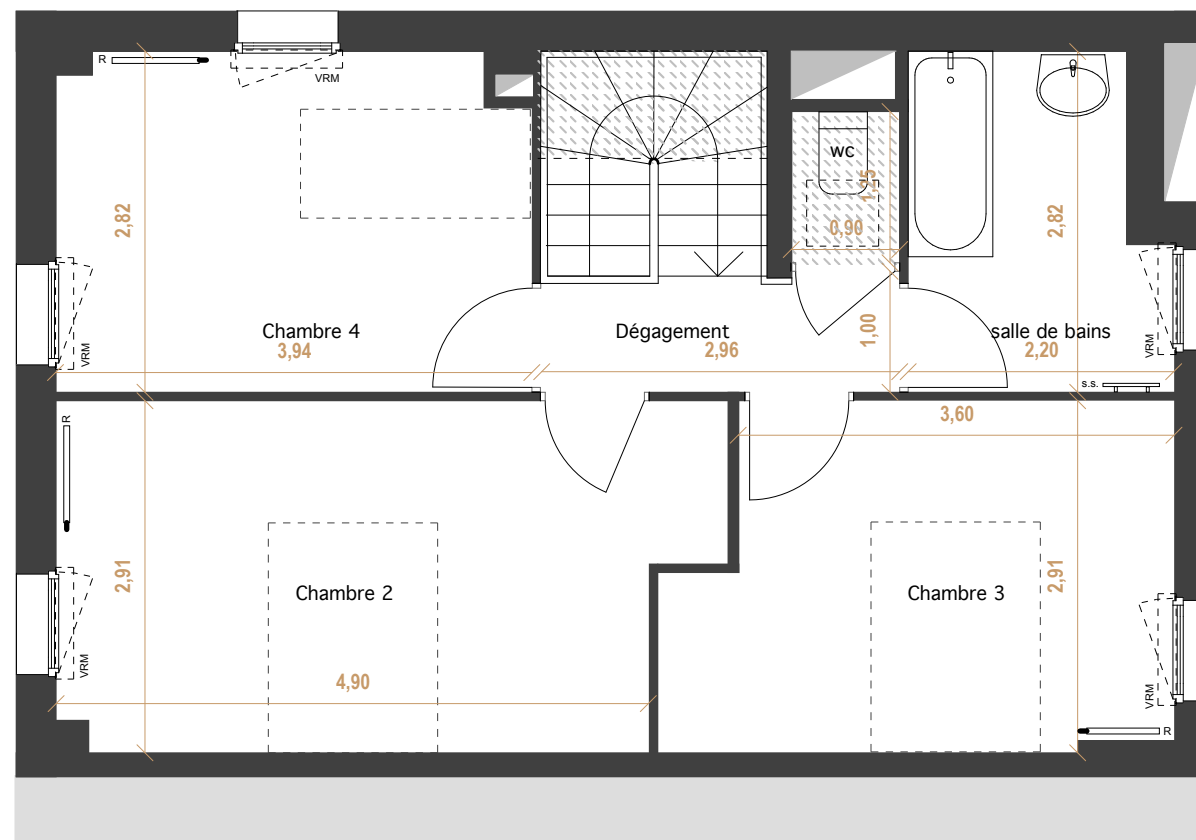 R
VRM
WC
1,25
2,82
2,82
0,90
Chambre 4
3,94
Dégagement
2,96
1,00
salle de bains
2,20
VRM
VRM
s.s.
3,60
R
2,91
2,91
Chambre 2
Chambre 3
VRM
VRM
4,90
R